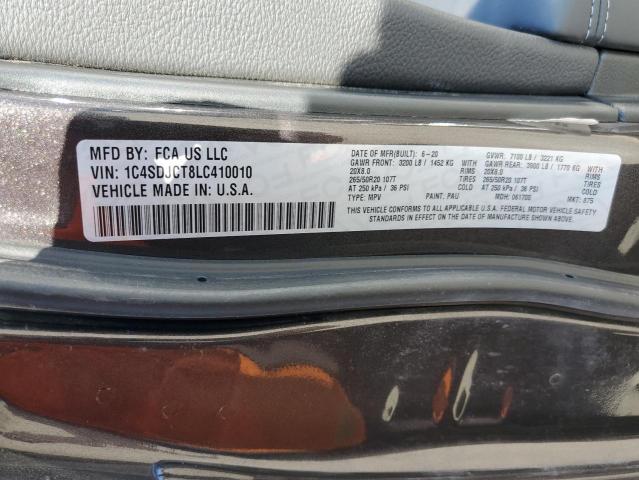 MFD BY: FCA US LLC
VIN: 1C4SDJCT8LC410010
VEHICLE MADE IN U.S.A.
DATE OF MFR(BUILT): 6-20 GVWR: 7100 LB / 3221 KG
GAWR FRONT: 3200 LB / 1452 KG WITH GAWR REAR: 3900 LB / 1770 KG WITH
20X8.0 RIMS 20X8.0 RIMS
265/50R20 107T TIRES 265/50R20 107T TIRES
AT 250 kPa / 36 PSI COLD AT 250 kPa / 36 PSI COLD
TYPE: MPV PAINT: PAU MDH: 061700 MKT: 875
THIS VEHICLE CONFORMS TO ALL APPLICABLE U.S.A. FEDERAL MOTOR VEHICLE
SAFETY STANDARDS IN EFFECT ON THE DATE OF MANUFACTURE SHOWN ABOVE.